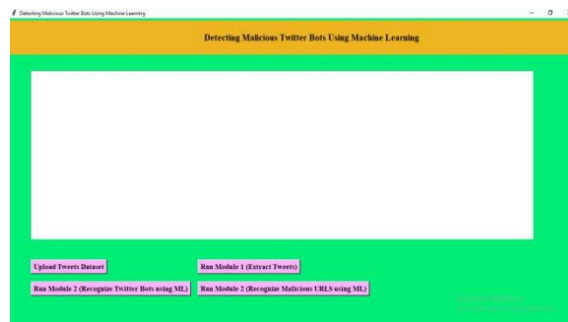 Detecting Malicious Twitter Bots Using Machine Learning
Detecting Malicious Twitter Bots Using Machine Learning
Upload Tweets Dataset
Run Module 1 (Extract Tweets)
Run Module 2 (Recognize Twitter Bots using ML)
Run Module 2 (Recognize Malicious URLS using ML)